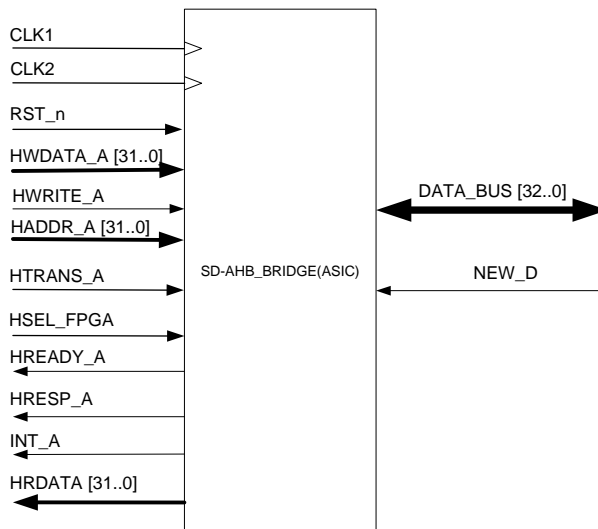 CLK1
CLK2
RST_n
HWDATA_A [31..0]
HWRITE_A
HADDR_A [31..0]
HTRANS_A
HSEL_FPGA
HREADY_A
HRESP_A
INT_A
HRDATA [31..0]
SD-AHB_BRIDGE(ASIC)
DATA_BUS [32..0]
NEW_D